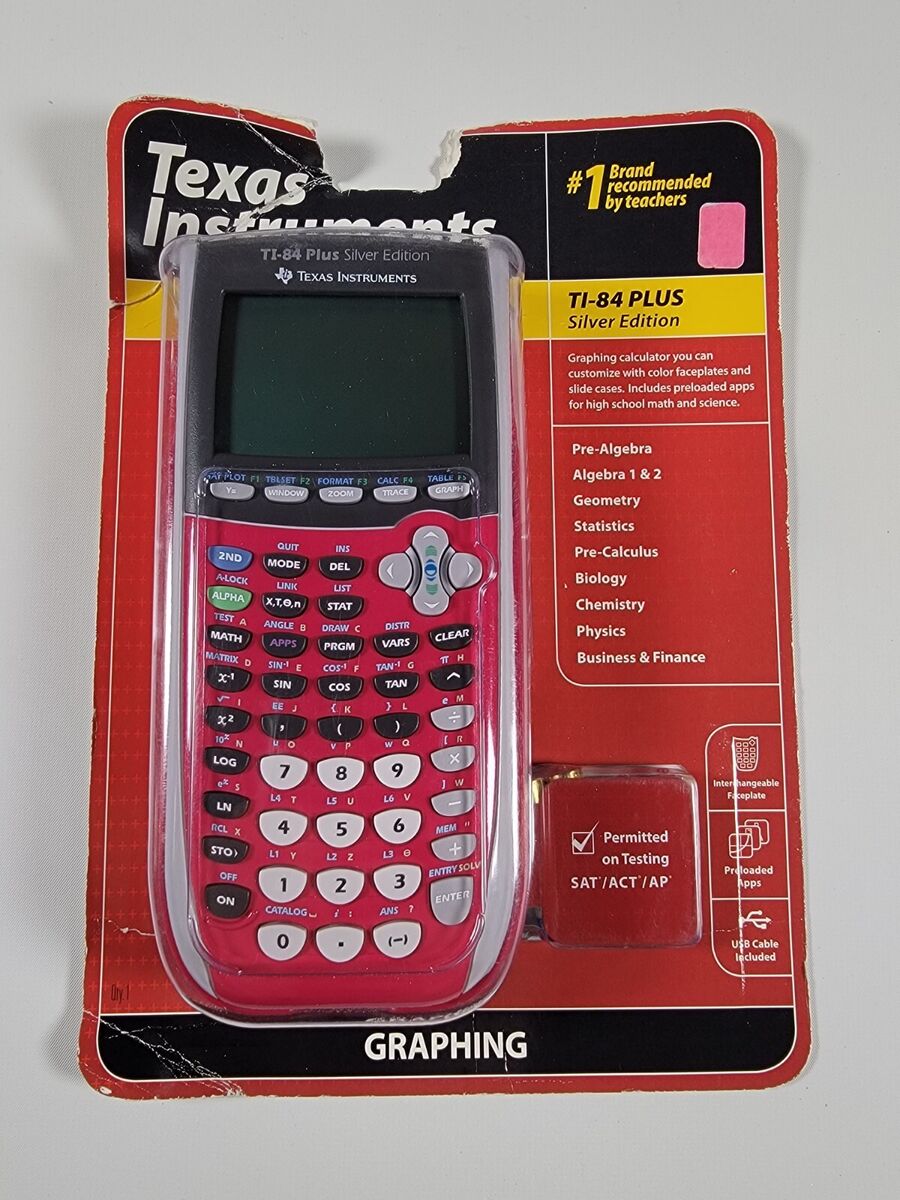 Texas
Instruments
#1 Brand
recommended
by teachers
TI-84 Plus Silver Edition
TEXAS INSTRUMENTS
TI-84 PLUS
Silver Edition
Graphing calculator you can
customize with color faceplates and
slide cases. Includes preloaded apps
for high school math and science.
Pre-Algebra
Algebra 1 & 2
Geometry
Statistics
Pre-Calculus
Biology
Chemistry
Physics
Business & Finance
PLOT F1 TBLSET F2 FORMAT F3 CALC F4 TABLE F5
Y= WINDOW ZOOM TRACE GRAPH
QUIT INS
2ND MODE DEL
A-LOCK LINK LIST
ALPHA X,T,Θ,n STAT
TEST A ANGLE B DRAW C DISTR
MATH APPS PRGM VARS CLEAR
MATRIX D SIN⁻¹ E COS⁻¹ F TAN⁻¹ G π H
x⁻¹ SIN COS TAN ^
√ I EE J { K } L e M
x² , ( ) ÷
10ˣ N u O v P w Q [ R
LOG 7 8 9 ×
eˣ S L4 T L5 U L6 V ] W
LN 4 5 6 −
RCL X L1 Y L2 Z L3 θ MEM "
STO› 1 2 3 +
OFF CATALOG ⎵ i : ANS ? ENTRY SOLV
ON 0 . (−) ENTER
Interchangeable
Faceplate
Permitted
on Testing
SAT*/ACT*/AP*
Preloaded
Apps
USB Cable
Included
Qty. 1
GRAPHING